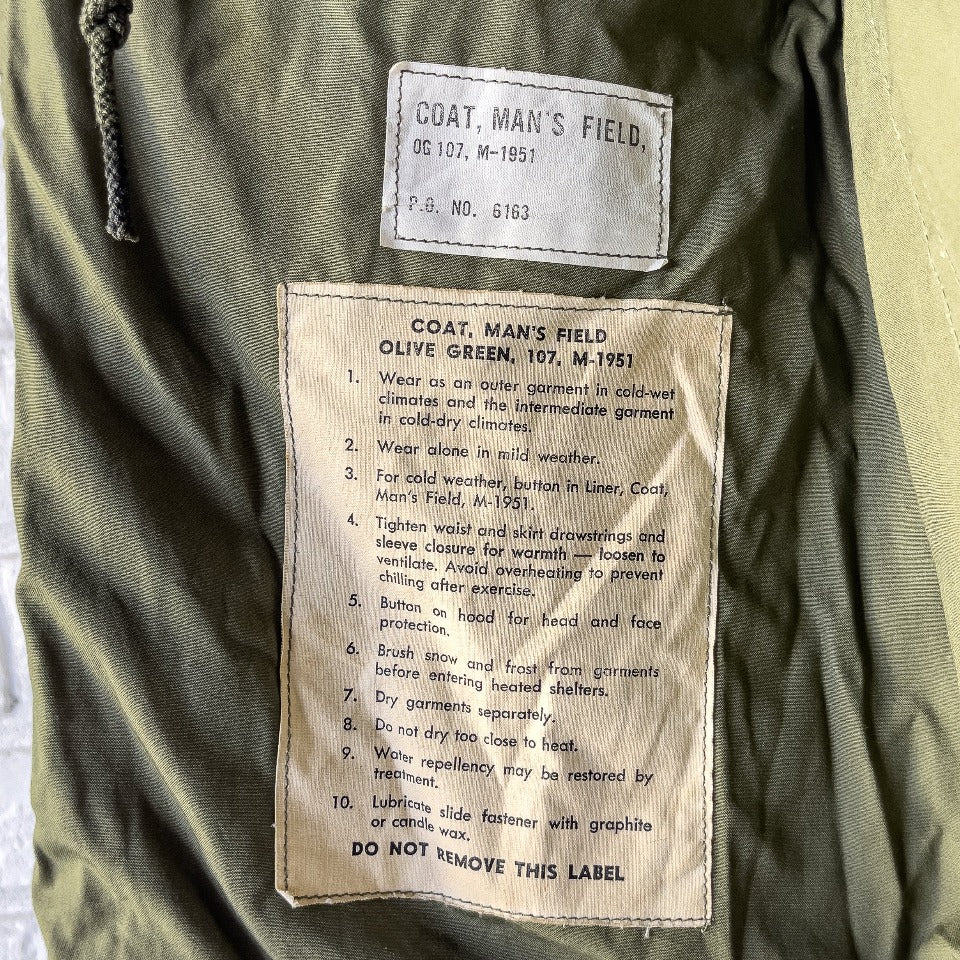 COAT, MAN'S FIELD,
OG 107, M-1951
P.O. NO. 6163
COAT, MAN'S FIELD
OLIVE GREEN, 107, M-1951
1. Wear as an outer garment in cold-wet
climates and the intermediate garment
in cold-dry climates.
2. Wear alone in mild weather.
3. For cold weather, button in Liner, Coat,
Man's Field, M-1951.
4. Tighten waist and skirt drawstrings and
sleeve closure for warmth — loosen to
ventilate. Avoid overheating to prevent
chilling after exercise.
5. Button on hood for head and face
protection.
6. Brush snow and frost from garments
before entering heated shelters.
7. Dry garments separately.
8. Do not dry too close to heat.
9. Water repellency may be restored by
treatment.
10. Lubricate slide fastener with graphite
or candle wax.
DO NOT REMOVE THIS LABEL